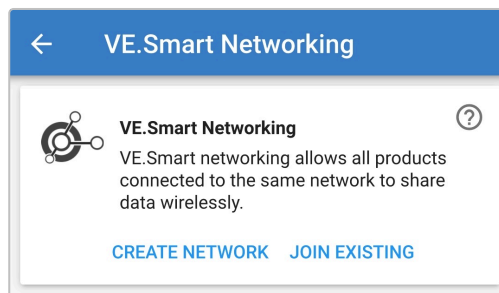 VE.Smart Networking
VE.Smart Networking
VE.Smart networking allows all products
connected to the same network to share
data wirelessly.
CREATE NETWORK JOIN EXISTING